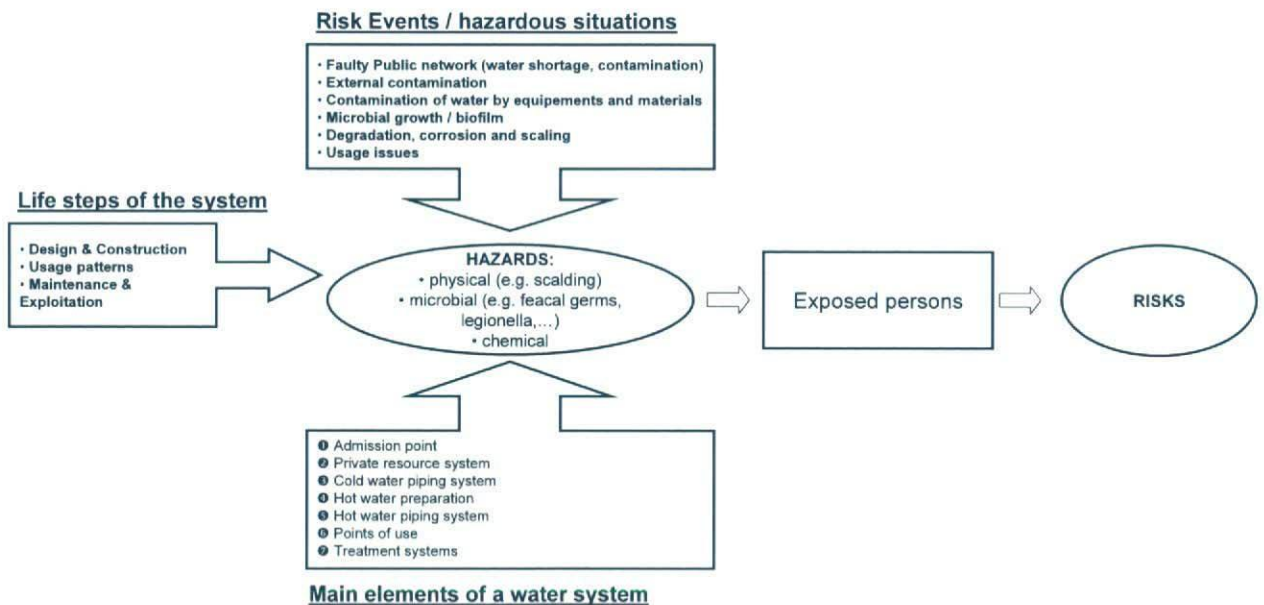 Risk Events / hazardous situations
• Faulty Public network (water shortage, contamination)
• External contamination
• Contamination of water by equipements and materials
• Microbial growth / biofilm
• Degradation, corrosion and scaling
• Usage issues
Life steps of the system
• Design & Construction
• Usage patterns
• Maintenance &
Exploitation
HAZARDS:
• physical (e.g. scalding)
• microbial (e.g. feacal germs,
legionella,...)
• chemical
Exposed persons
RISKS
❶ Admission point
❷ Private resource system
❸ Cold water piping system
❹ Hot water preparation
❺ Hot water piping system
❻ Points of use
❼ Treatment systems
Main elements of a water system